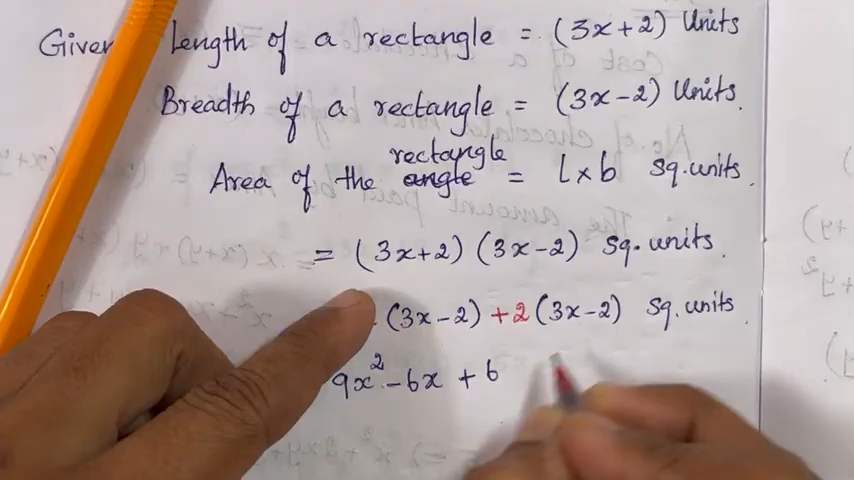 Given Length of a rectangle = (3x+2) Units
Breadth of a rectangle = (3x-2) Units.
Area of the rectangle = l×b sq.units.
= (3x+2) (3x-2) sq.units.
(3x-2) +2 (3x-2) sq.units.
9x² - 6x + 6